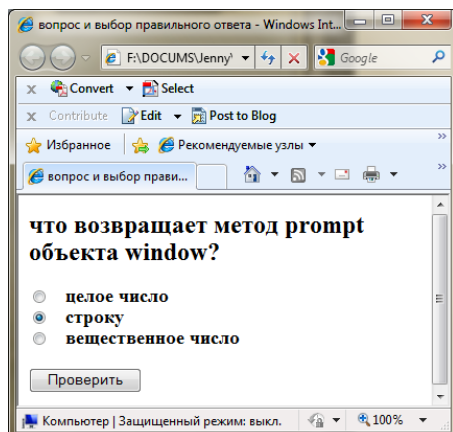 вопрос и выбор правильного ответа - Windows Int...
F:\DOCUMS\Jenny'
Google
x Convert Select
x Contribute Edit Post to Blog
Избранное Рекомендуемые узлы
вопрос и выбор прави...
что возвращает метод prompt
объекта window?
целое число
строку
вещественное число
Проверить
Компьютер | Защищенный режим: выкл. 100%